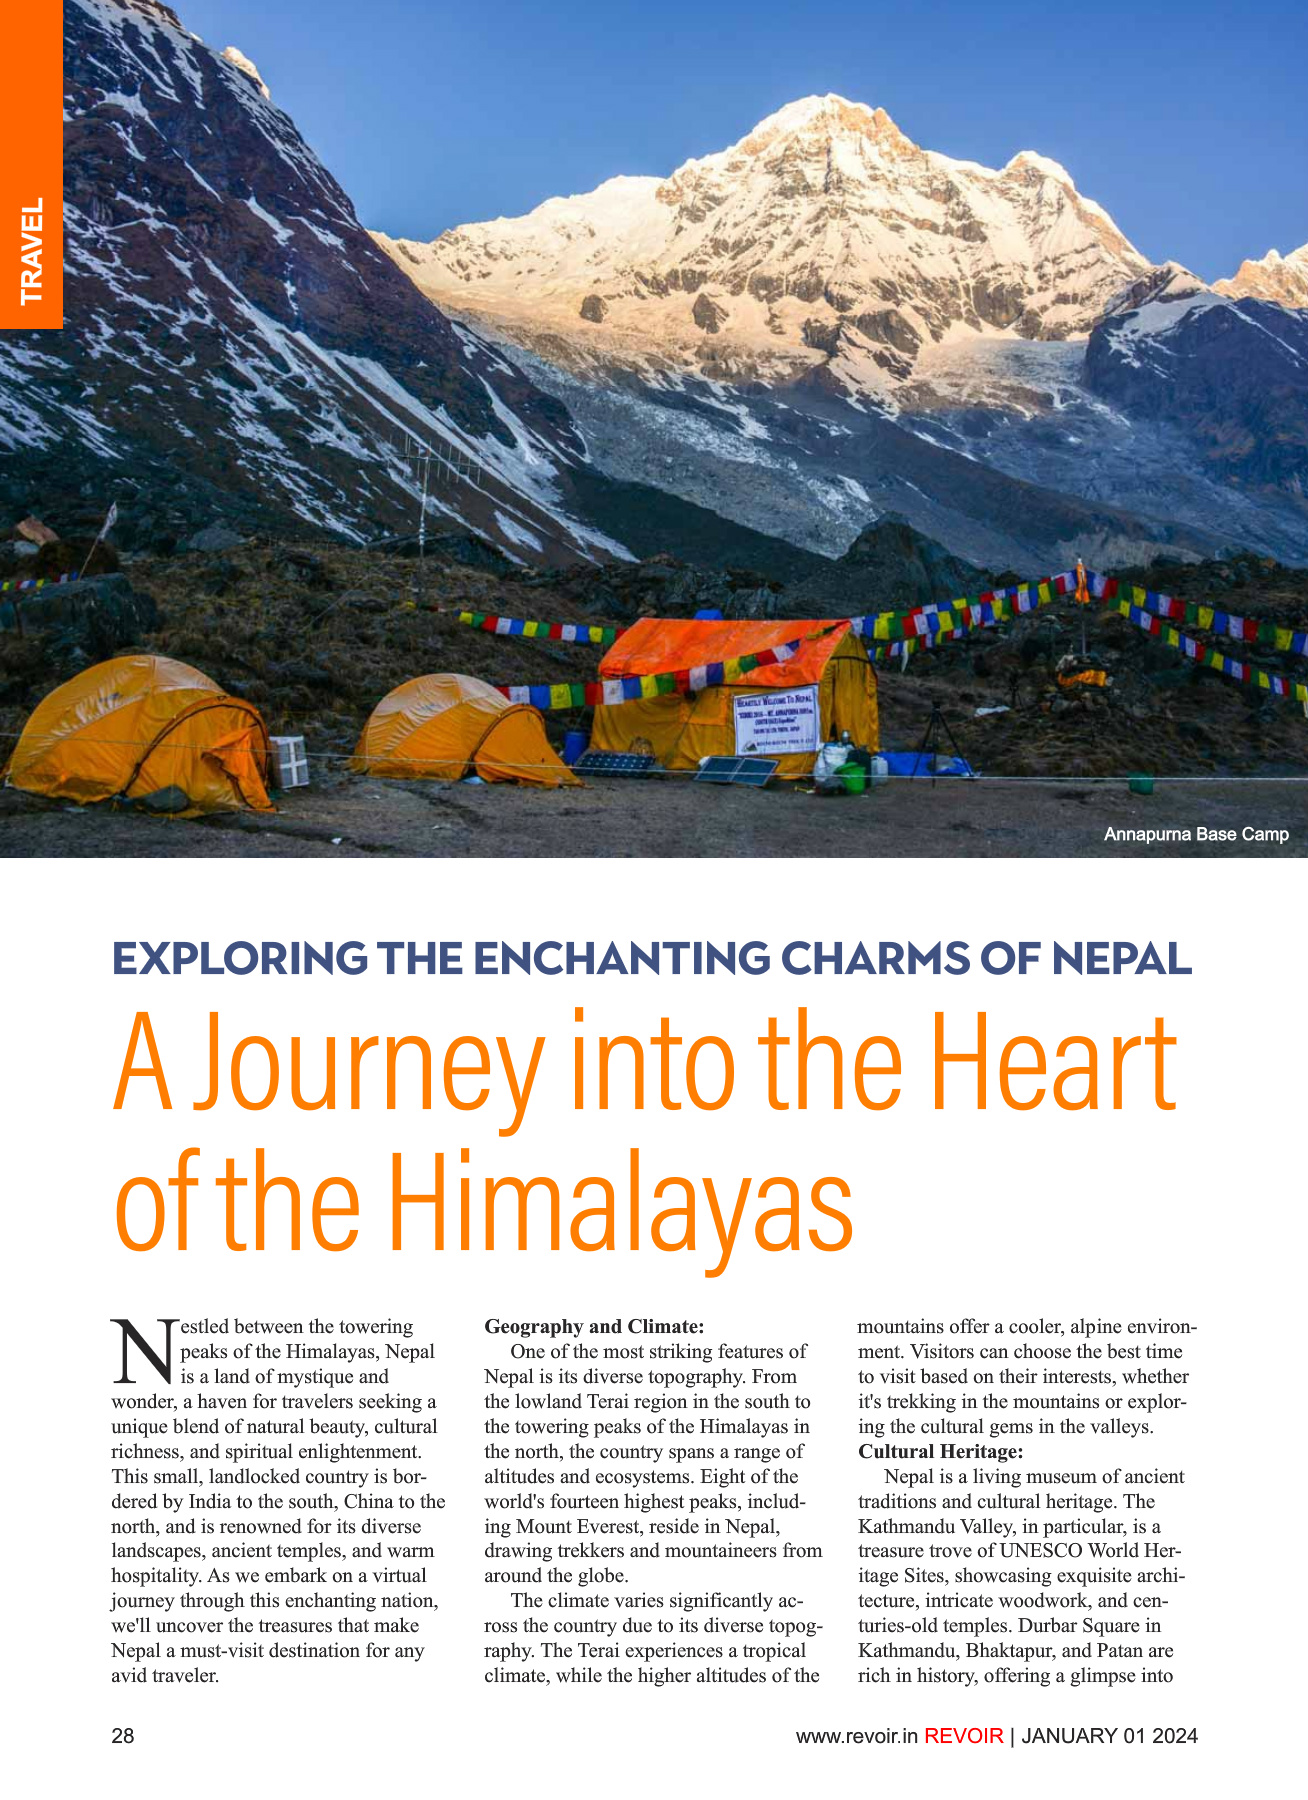 TRAVEL
HEARTILY WELCOME TO NEPAL
Annapurna Base Camp
EXPLORING THE ENCHANTING CHARMS OF NEPAL
A Journey into the Heart
of the Himalayas
Nestled between the towering
peaks of the Himalayas, Nepal
is a land of mystique and
wonder, a haven for travelers seeking a
unique blend of natural beauty, cultural
richness, and spiritual enlightenment.
This small, landlocked country is bor-
dered by India to the south, China to the
north, and is renowned for its diverse
landscapes, ancient temples, and warm
hospitality. As we embark on a virtual
journey through this enchanting nation,
we'll uncover the treasures that make
Nepal a must-visit destination for any
avid traveler.
Geography and Climate:
One of the most striking features of
Nepal is its diverse topography. From
the lowland Terai region in the south to
the towering peaks of the Himalayas in
the north, the country spans a range of
altitudes and ecosystems. Eight of the
world's fourteen highest peaks, includ-
ing Mount Everest, reside in Nepal,
drawing trekkers and mountaineers from
around the globe.
The climate varies significantly ac-
ross the country due to its diverse topog-
raphy. The Terai experiences a tropical
climate, while the higher altitudes of the
mountains offer a cooler, alpine environ-
ment. Visitors can choose the best time
to visit based on their interests, whether
it's trekking in the mountains or explor-
ing the cultural gems in the valleys.
Cultural Heritage:
Nepal is a living museum of ancient
traditions and cultural heritage. The
Kathmandu Valley, in particular, is a
treasure trove of UNESCO World Her-
itage Sites, showcasing exquisite archi-
tecture, intricate woodwork, and cen-
turies-old temples. Durbar Square in
Kathmandu, Bhaktapur, and Patan are
rich in history, offering a glimpse into
28
www.revoir.in REVOIR | JANUARY 01 2024